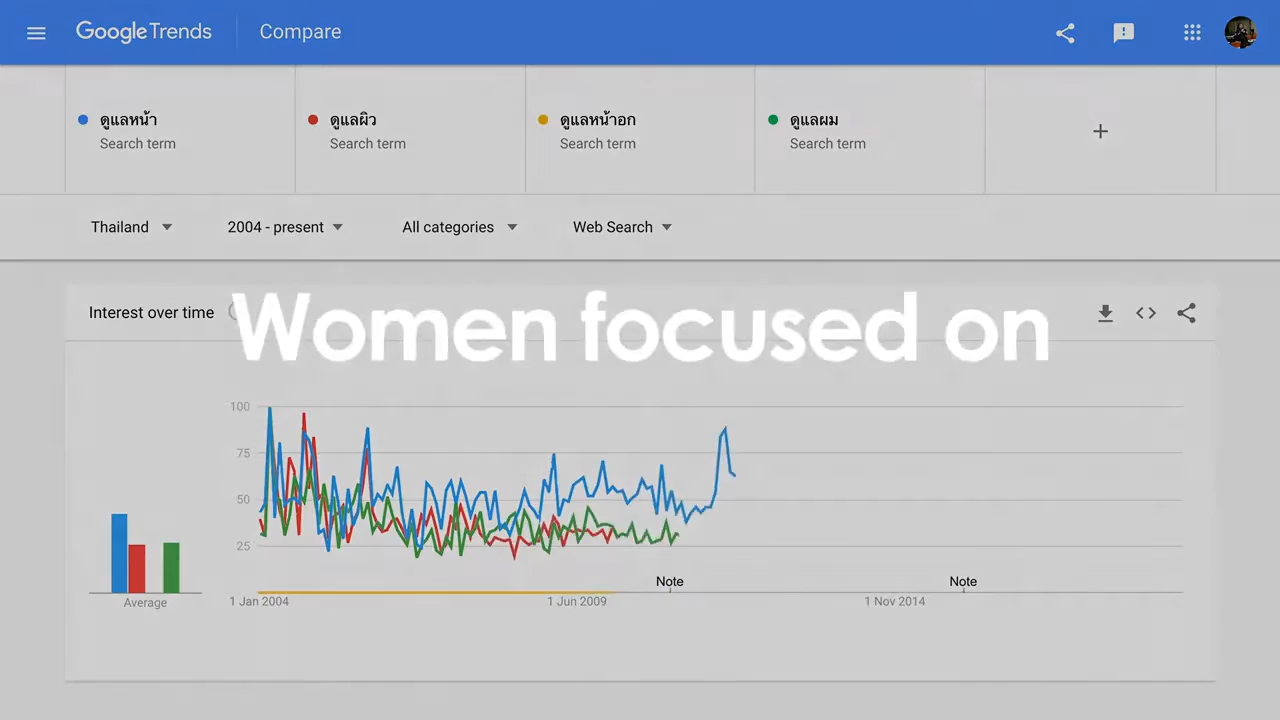 Google Trends
Compare
ดูแลหน้า
Search term
ดูแลผิว
Search term
ดูแลหน้าอก
Search term
ดูแลผม
Search term
Thailand
2004 - present
All categories
Web Search
Interest over time
Women focused on
100
75
50
25
Note
Note
Average
1 Jan 2004
1 Jun 2009
1 Nov 2014